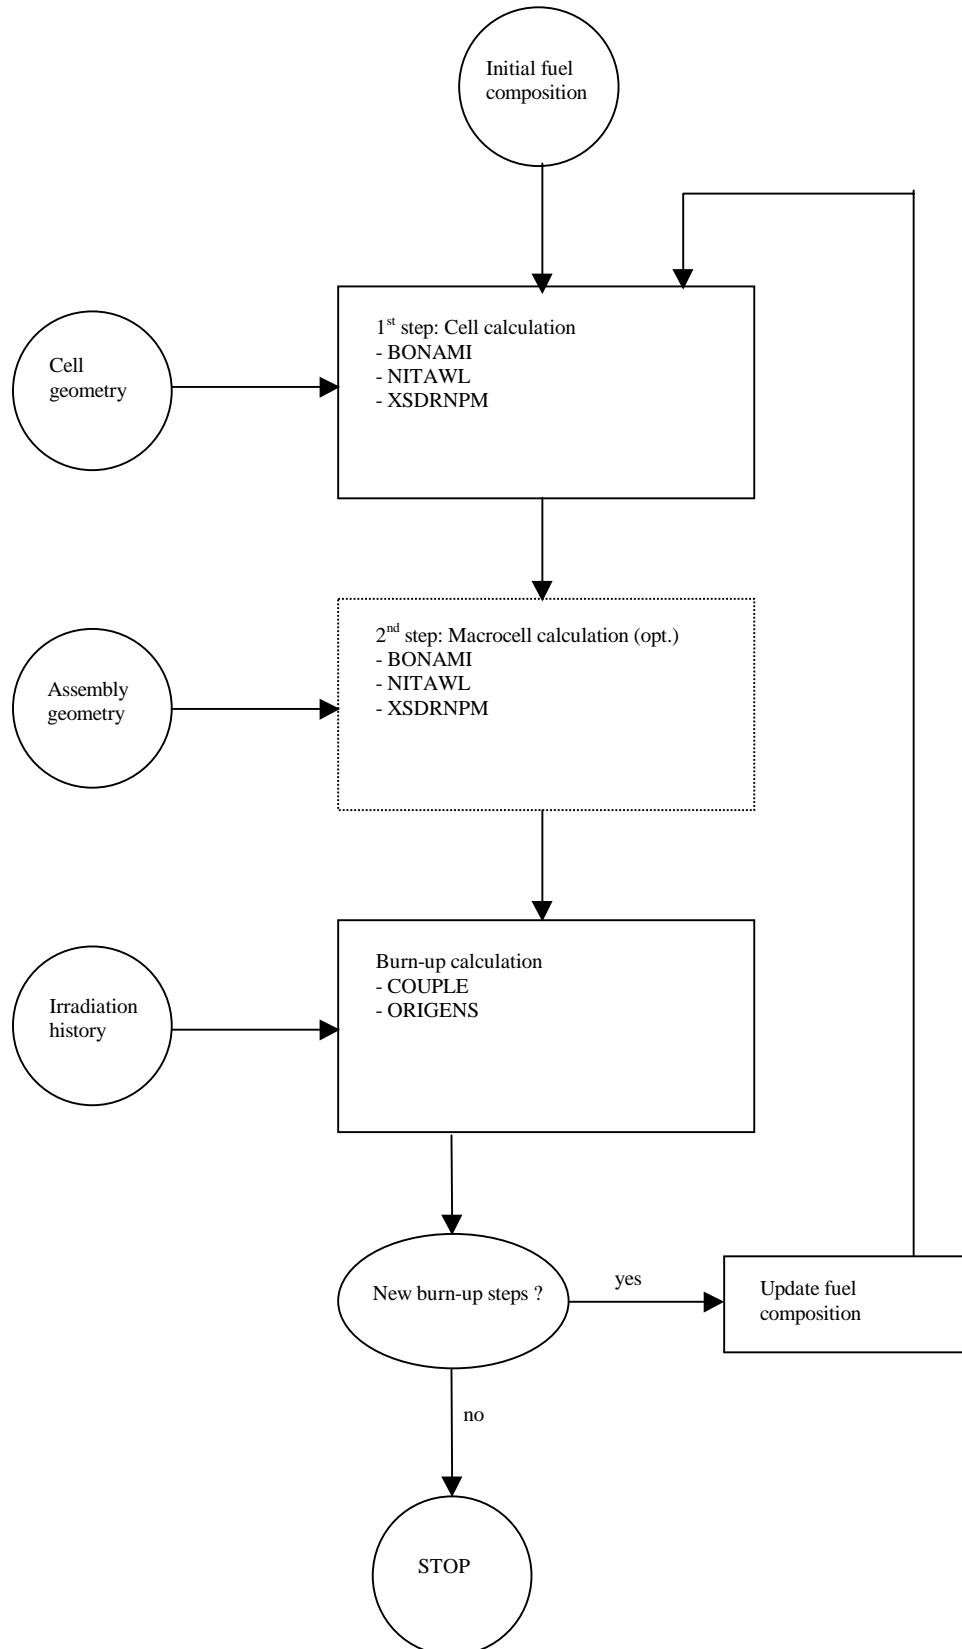 Initial fuel
composition
1st step: Cell calculation
- BONAMI
- NITAWL
- XSDRNPM
Cell
geometry
2nd step: Macrocell calculation (opt.)
- BONAMI
- NITAWL
- XSDRNPM
Assembly
geometry
Burn-up calculation
- COUPLE
- ORIGENS
Irradiation
history
New burn-up steps ?
yes
Update fuel
composition
no
STOP